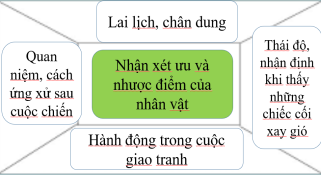 Lai lịch, chân dung
Quan
niệm, cách
ứng xử sau
cuộc chiến
Nhận xét ưu và
nhược điểm của
nhân vật
Thái độ,
nhận định
khi thấy
những
chiếc cối
xay gió
Hành động trong cuộc
giao tranh